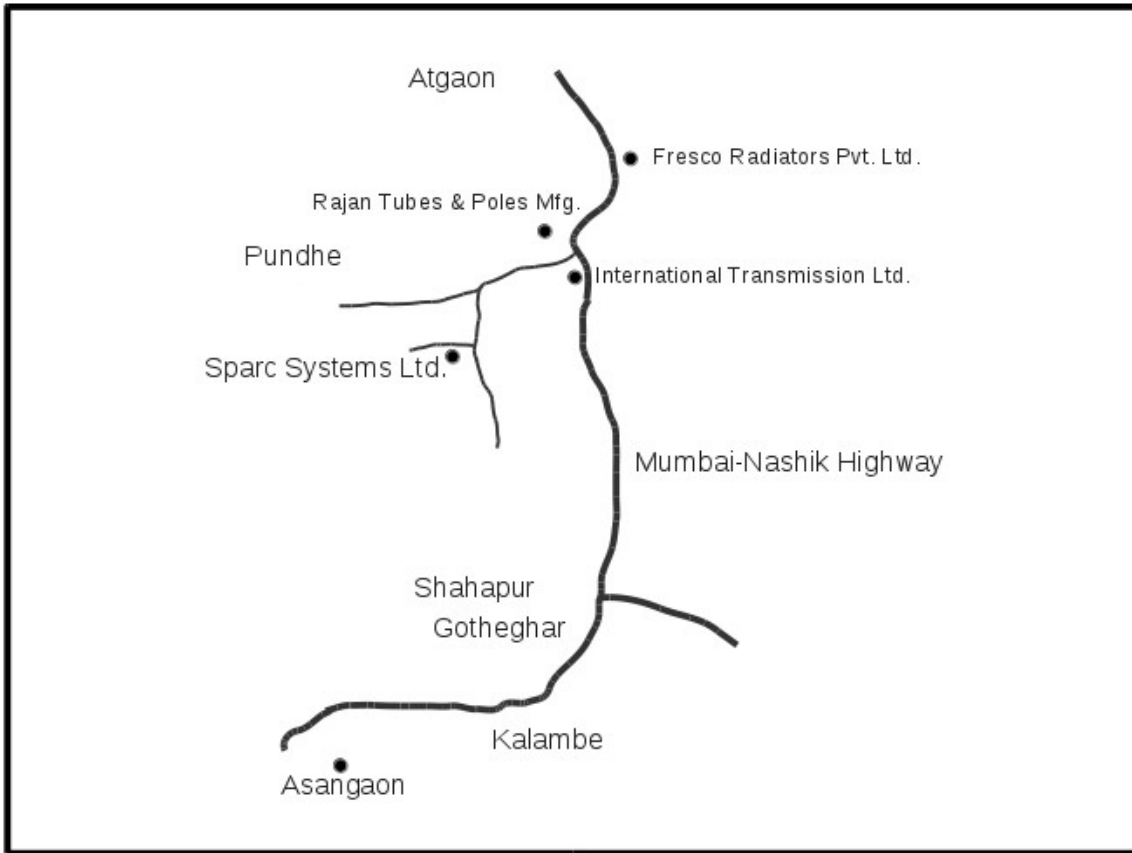 Atgaon
Fresco Radiators Pvt. Ltd.
Rajan Tubes & Poles Mfg.
Pundhe
International Transmission Ltd.
Sparc Systems Ltd.
Mumbai-Nashik Highway
Shahapur
Gotheghar
Kalambe
Asangaon